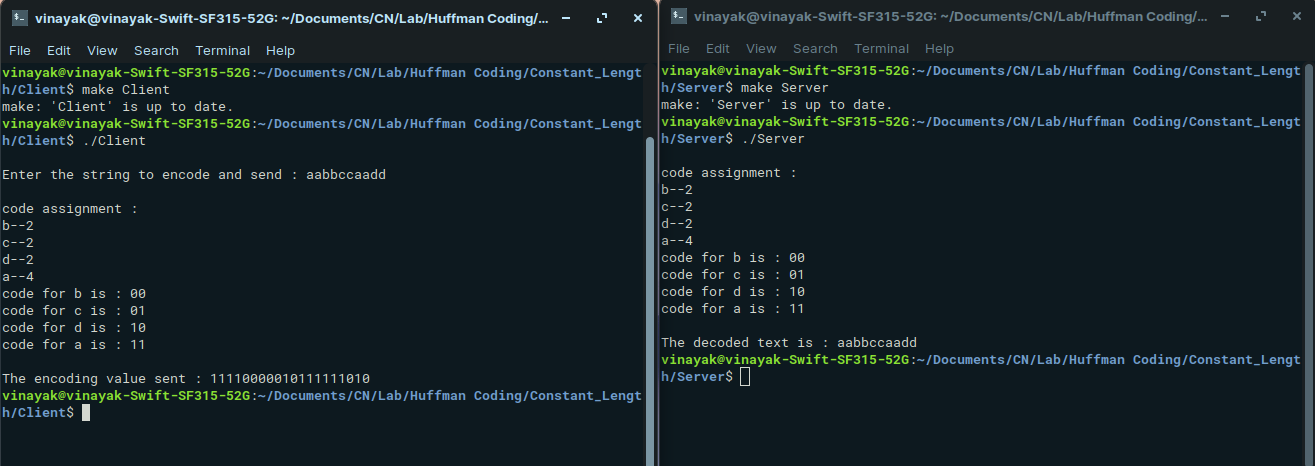 vinayak@vinayak-Swift-SF315-52G: ~/Documents/CN/Lab/Huffman Coding/...
File Edit View Search Terminal Help
vinayak@vinayak-Swift-SF315-52G:~/Documents/CN/Lab/Huffman Coding/Constant_Lengt
h/Client$ make Client
make: 'Client' is up to date.
vinayak@vinayak-Swift-SF315-52G:~/Documents/CN/Lab/Huffman Coding/Constant_Lengt
h/Client$ ./Client
Enter the string to encode and send : aabbccaadd
code assignment :
b--2
c--2
d--2
a--4
code for b is : 00
code for c is : 01
code for d is : 10
code for a is : 11
The encoding value sent : 11110000010111111010
vinayak@vinayak-Swift-SF315-52G:~/Documents/CN/Lab/Huffman Coding/Constant_Lengt
h/Client$
vinayak@vinayak-Swift-SF315-52G: ~/Documents/CN/Lab/Huffman Coding/...
File Edit View Search Terminal Help
vinayak@vinayak-Swift-SF315-52G:~/Documents/CN/Lab/Huffman Coding/Constant_Lengt
h/Server$ make Server
make: 'Server' is up to date.
vinayak@vinayak-Swift-SF315-52G:~/Documents/CN/Lab/Huffman Coding/Constant_Lengt
h/Server$ ./Server
code assignment :
b--2
c--2
d--2
a--4
code for b is : 00
code for c is : 01
code for d is : 10
code for a is : 11
The decoded text is : aabbccaadd
vinayak@vinayak-Swift-SF315-52G:~/Documents/CN/Lab/Huffman Coding/Constant_Lengt
h/Server$